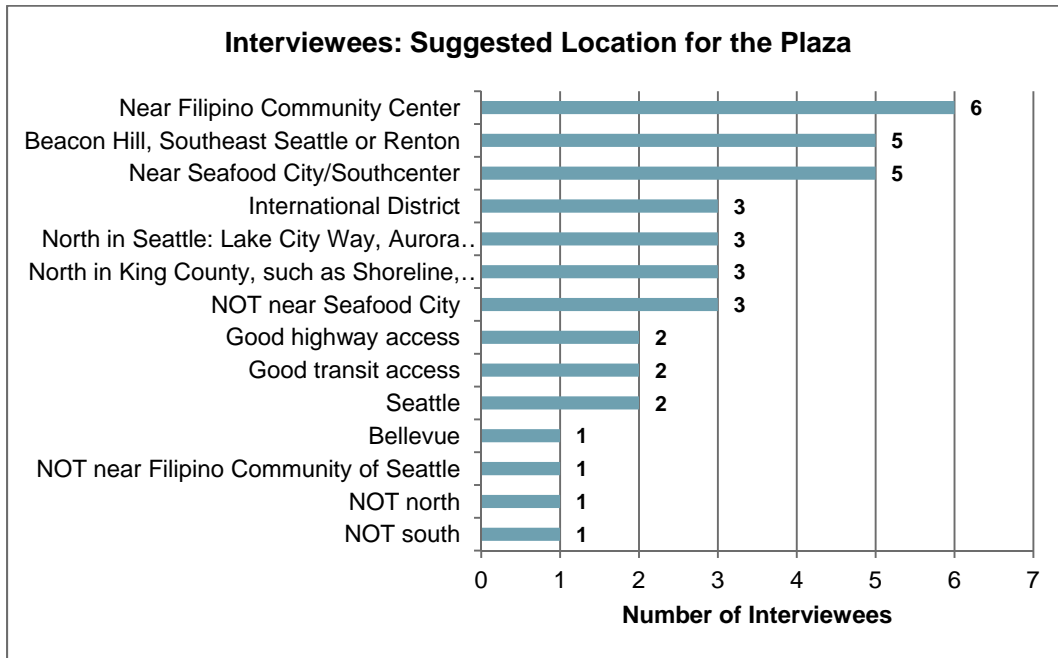 Interviewees: Suggested Location for the Plaza
Near Filipino Community Center 6
Beacon Hill, Southeast Seattle or Renton 5
Near Seafood City/Southcenter 5
International District 3
North in Seattle: Lake City Way, Aurora.. 3
North in King County, such as Shoreline,.. 3
NOT near Seafood City 3
Good highway access 2
Good transit access 2
Seattle 2
Bellevue 1
NOT near Filipino Community of Seattle 1
NOT north 1
NOT south 1
0 1 2 3 4 5 6 7
Number of Interviewees